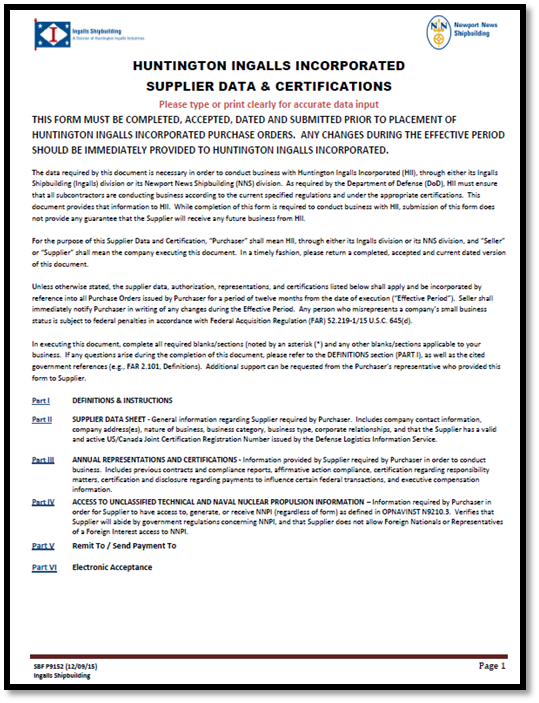 Ingalls Shipbuilding
A Division of Huntington Ingalls Industries
Newport News
Shipbuilding
HUNTINGTON INGALLS INCORPORATED
SUPPLIER DATA & CERTIFICATIONS
Please type or print clearly for accurate data input
THIS FORM MUST BE COMPLETED, ACCEPTED, DATED AND SUBMITTED PRIOR TO PLACEMENT OF
HUNTINGTON INGALLS INCORPORATED PURCHASE ORDERS. ANY CHANGES DURING THE EFFECTIVE PERIOD
SHOULD BE IMMEDIATELY PROVIDED TO HUNTINGTON INGALLS INCORPORATED.
The data required by this document is necessary in order to conduct business with Huntington Ingalls Incorporated (HII), through either its Ingalls
Shipbuilding (Ingalls) division or its Newport News Shipbuilding (NNS) division. As required by the Department of Defense (DoD), HII must ensure
that all subcontractors are conducting business according to the current specified regulations and under the appropriate certifications. This
document provides that information to HII. While completion of this form is required to conduct business with HII, submission of this form does
not provide any guarantee that the Supplier will receive any future business from HII.
For the purpose of this Supplier Data and Certification, "Purchaser" shall mean HII, through either its Ingalls division or its NNS division, and "Seller"
or "Supplier" shall mean the company executing this document. In a timely fashion, please return a completed, accepted and current dated version
of this document.
Unless otherwise stated, the supplier data, authorization, representations, and certifications listed below shall apply and be incorporated by
reference into all Purchase Orders issued by Purchaser for a period of twelve months from the date of execution ("Effective Period"). Seller shall
immediately notify Purchaser in writing of any changes during the Effective Period. Any person who misrepresents a company's small business
status is subject to federal penalties in accordance with Federal Acquisition Regulation (FAR) 52.219-1/15 U.S.C. 645(d).
In executing this document, complete all required blanks/sections (noted by an asterisk (*) and any other blanks/sections applicable to your
business. If any questions arise during the completion of this document, please refer to the DEFINITIONS section (PART I), as well as the cited
government references (e.g., FAR 2.101, Definitions). Additional support can be requested from the Purchaser's representative who provided this
form to Supplier.
Part I DEFINITIONS & INSTRUCTIONS
Part II SUPPLIER DATA SHEET - General information regarding Supplier required by Purchaser. Includes company contact information,
company address(es), nature of business, business category, business type, corporate relationships, and that the Supplier has a valid
and active US/Canada Joint Certification Registration Number issued by the Defense Logistics Information Service.
Part III ANNUAL REPRESENTATIONS AND CERTIFICATIONS - Information provided by Supplier required by Purchaser in order to conduct
business. Includes previous contracts and compliance reports, affirmative action compliance, certification regarding responsibility
matters, certification and disclosure regarding payments to influence certain federal transactions, and executive compensation
information.
Part IV ACCESS TO UNCLASSIFIED TECHNICAL AND NAVAL NUCLEAR PROPULSION INFORMATION – Information required by Purchaser in
order for Supplier to have access to, generate, or receive NNPI (regardless of form) as defined in OPNAVINST N9210.3. Verifies that
Supplier will abide by government regulations concerning NNPI, and that Supplier does not allow Foreign Nationals or Representatives
of a Foreign Interest access to NNPI.
Part V Remit To / Send Payment To
Part VI Electronic Acceptance
SBF P9152 (12/09/15)
Ingalls Shipbuilding
Page 1